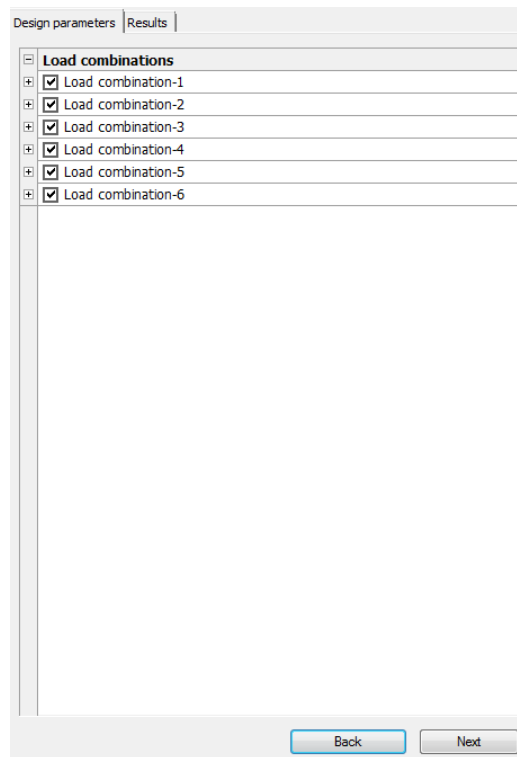 Design parameters Results
Load combinations
Load combination-1
Load combination-2
Load combination-3
Load combination-4
Load combination-5
Load combination-6
Back Next